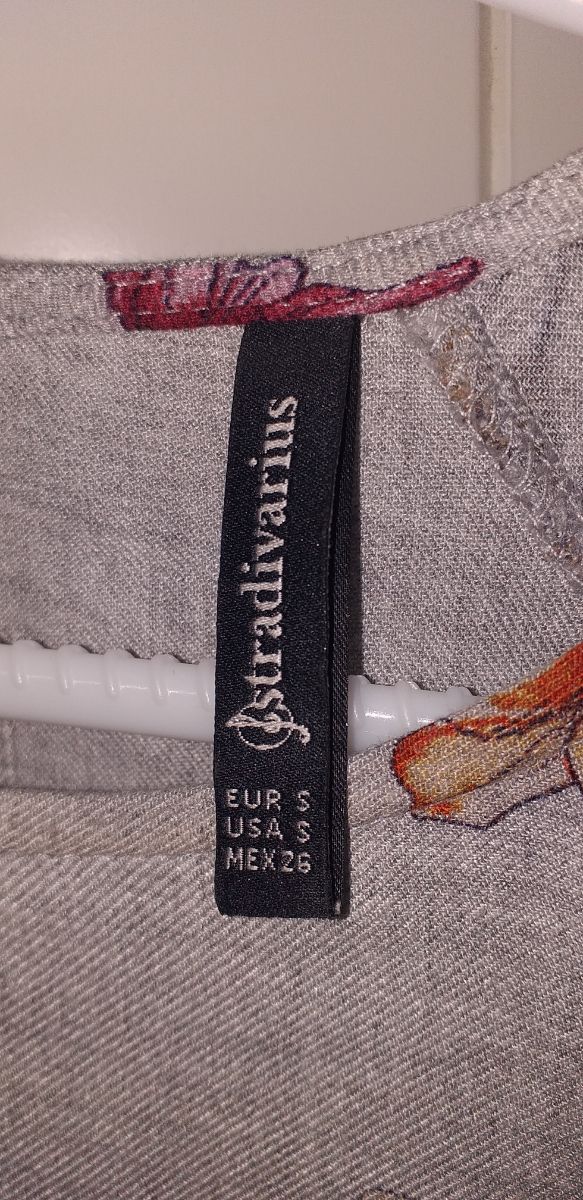 stradivarius
EUR S
USA S
MEX 26